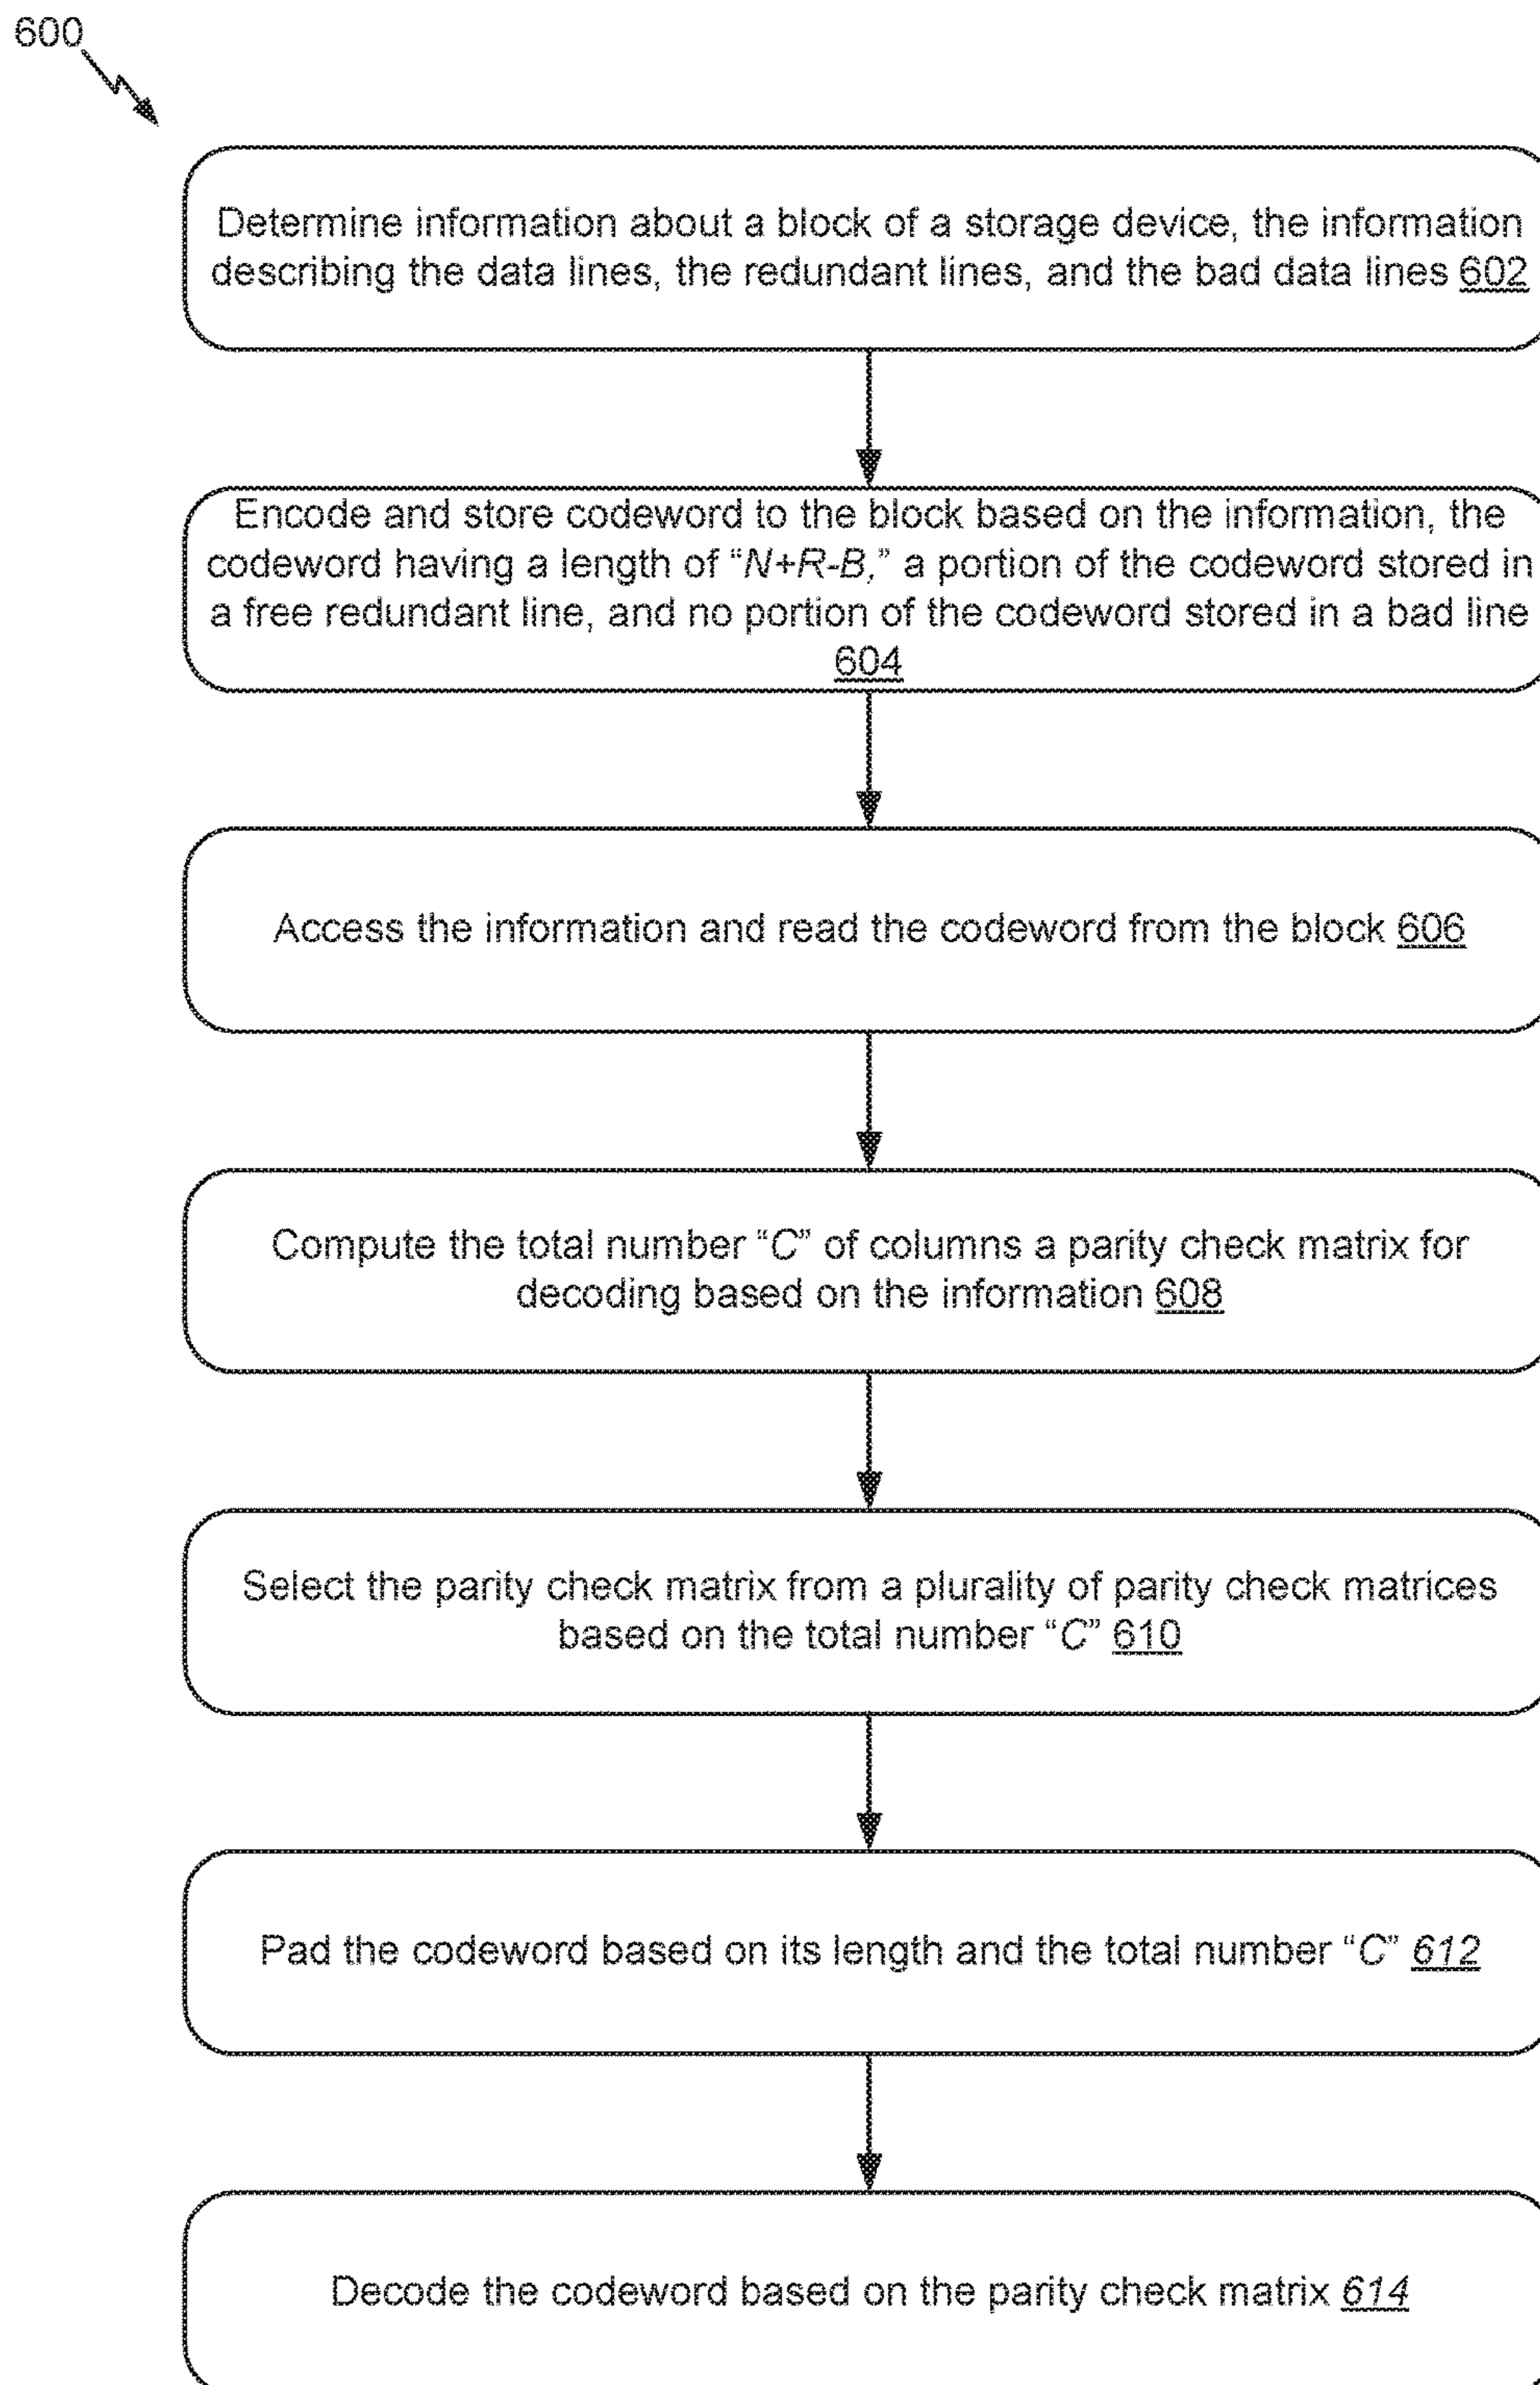 600
Determine information about a block of a storage device, the information
describing the data lines, the redundant lines, and the bad data lines 602
Encode and store codeword to the block based on the information, the
codeword having a length of “N+R-B,” a portion of the codeword stored in
a free redundant line, and no portion of the codeword stored in a bad line
604
Access the information and read the codeword from the block 606
Compute the total number “C” of columns a parity check matrix for
decoding based on the information 608
Select the parity check matrix from a plurality of parity check matrices
based on the total number “C” 610
Pad the codeword based on its length and the total number “C” 612
Decode the codeword based on the parity check matrix 614